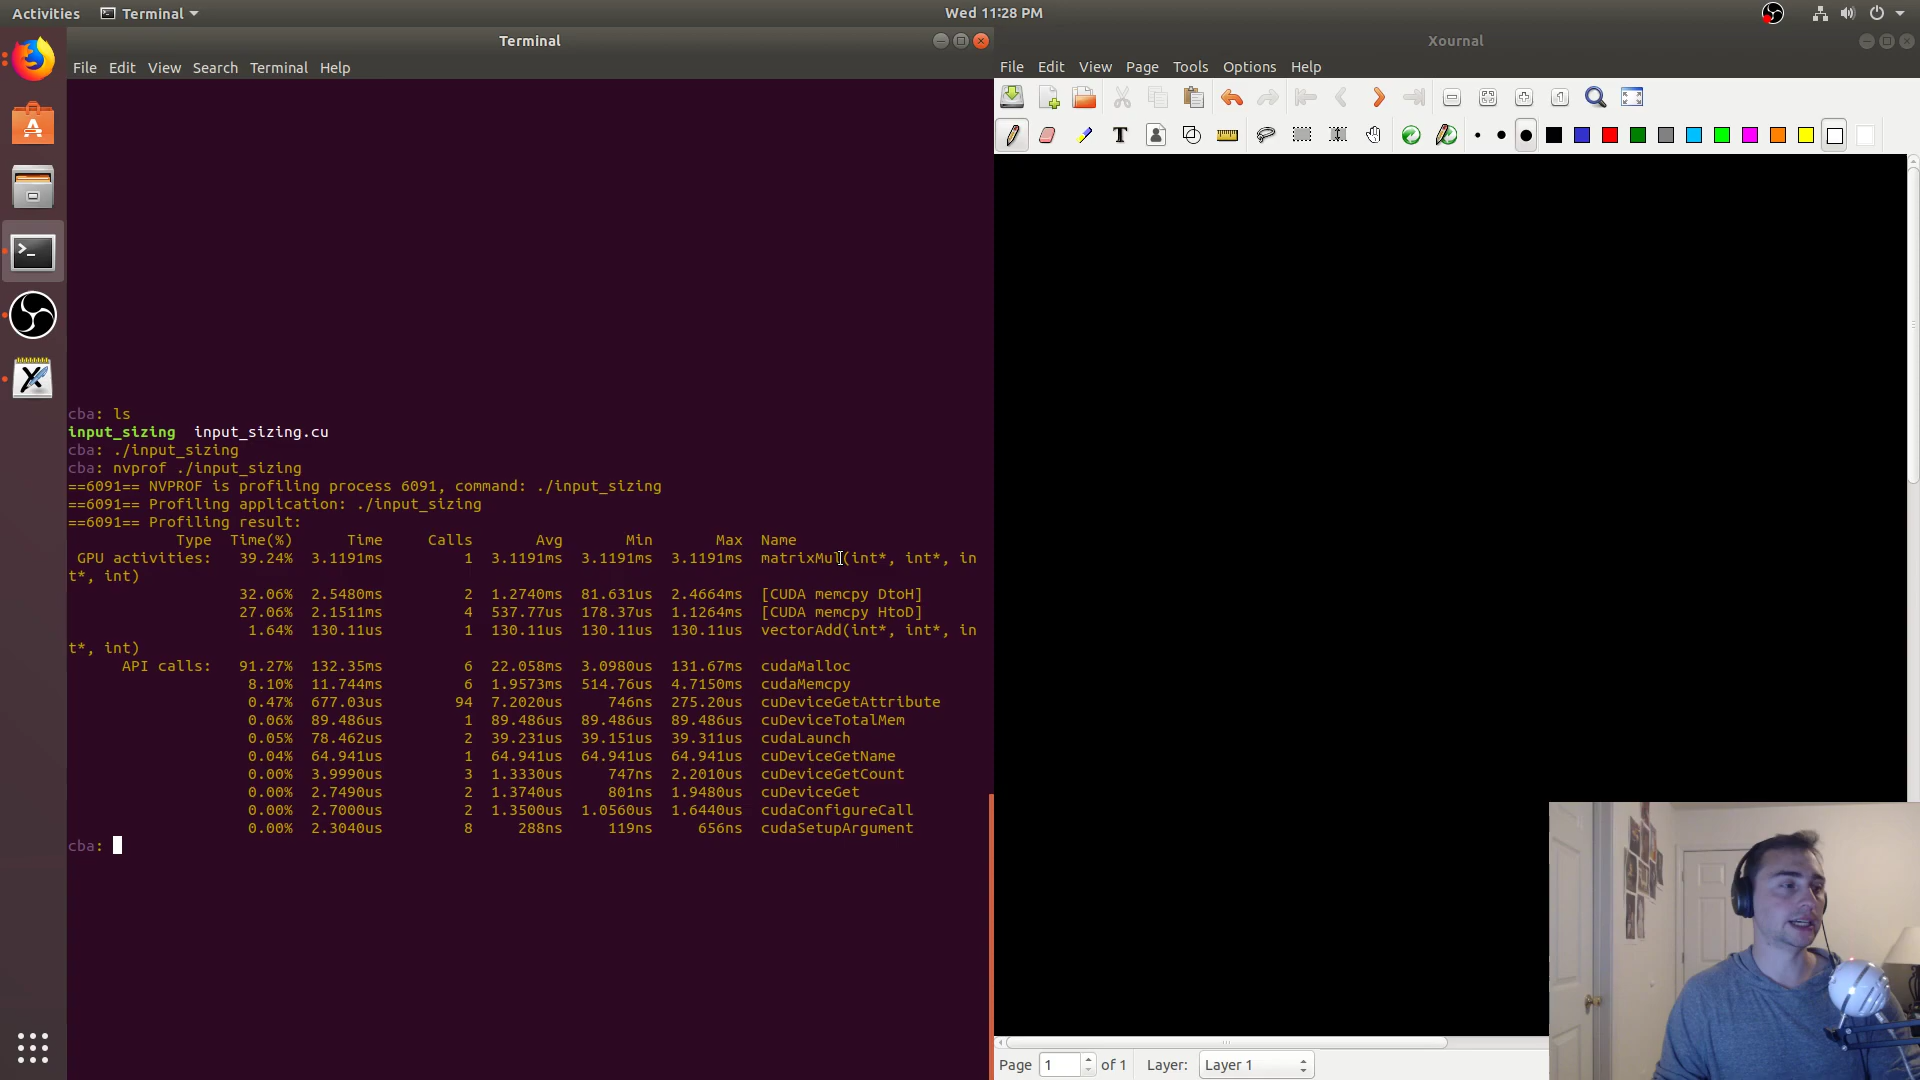 Activities Terminal Wed 11:28 PM
Terminal
File Edit View Search Terminal Help
cba: ls
input_sizing input_sizing.cu
cba: ./input_sizing
cba: nvprof ./input_sizing
==6091== NVPROF is profiling process 6091, command: ./input_sizing
==6091== Profiling application: ./input_sizing
==6091== Profiling result:
Type Time(%) Time Calls Avg Min Max Name
GPU activities: 39.24% 3.1191ms 1 3.1191ms 3.1191ms 3.1191ms matrixMul(int*, int*, in
t*, int)
32.06% 2.5480ms 2 1.2740ms 81.631us 2.4664ms [CUDA memcpy DtoH]
27.06% 2.1511ms 4 537.77us 178.37us 1.1264ms [CUDA memcpy HtoD]
1.64% 130.11us 1 130.11us 130.11us 130.11us vectorAdd(int*, int*, in
t*, int)
API calls: 91.27% 132.35ms 6 22.058ms 3.0980us 131.67ms cudaMalloc
8.10% 11.744ms 6 1.9573ms 514.76us 4.7150ms cudaMemcpy
0.47% 677.03us 94 7.2020us 746ns 275.20us cuDeviceGetAttribute
0.06% 89.486us 1 89.486us 89.486us 89.486us cuDeviceTotalMem
0.05% 78.462us 2 39.231us 39.151us 39.311us cudaLaunch
0.04% 64.941us 1 64.941us 64.941us 64.941us cuDeviceGetName
0.00% 3.9990us 3 1.3330us 747ns 2.2010us cuDeviceGetCount
0.00% 2.7490us 2 1.3740us 801ns 1.9480us cuDeviceGet
0.00% 2.7000us 2 1.3500us 1.0560us 1.6440us cudaConfigureCall
0.00% 2.3040us 8 288ns 119ns 656ns cudaSetupArgument
cba:
Xournal
File Edit View Page Tools Options Help
Page 1 of 1 Layer: Layer 1